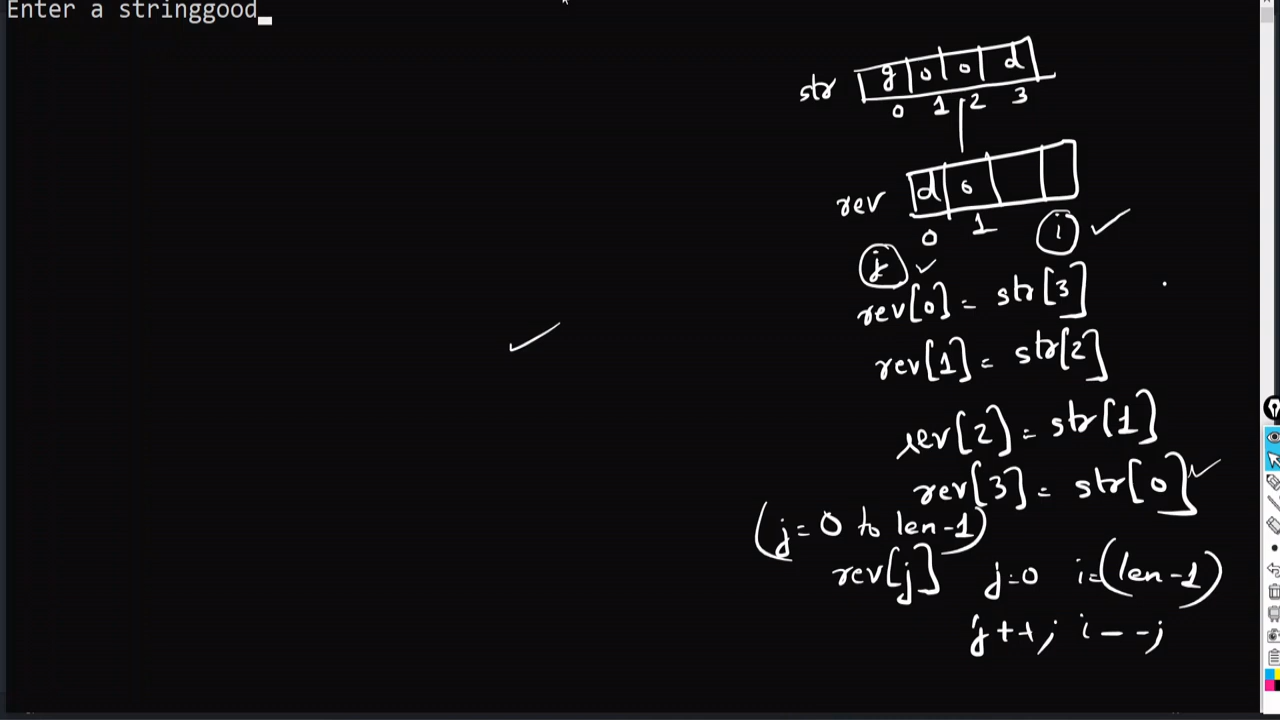 Enter a stringgood
str g o o d
0 1 2 3
rev d o
0 1 i
j
rev[0] = str[3]
rev[1] = str[2]
rev[2] = str[1]
rev[3] = str[0]
(j=0 to len-1)
rev[j] j=0 i=(len-1)
j++; i--;